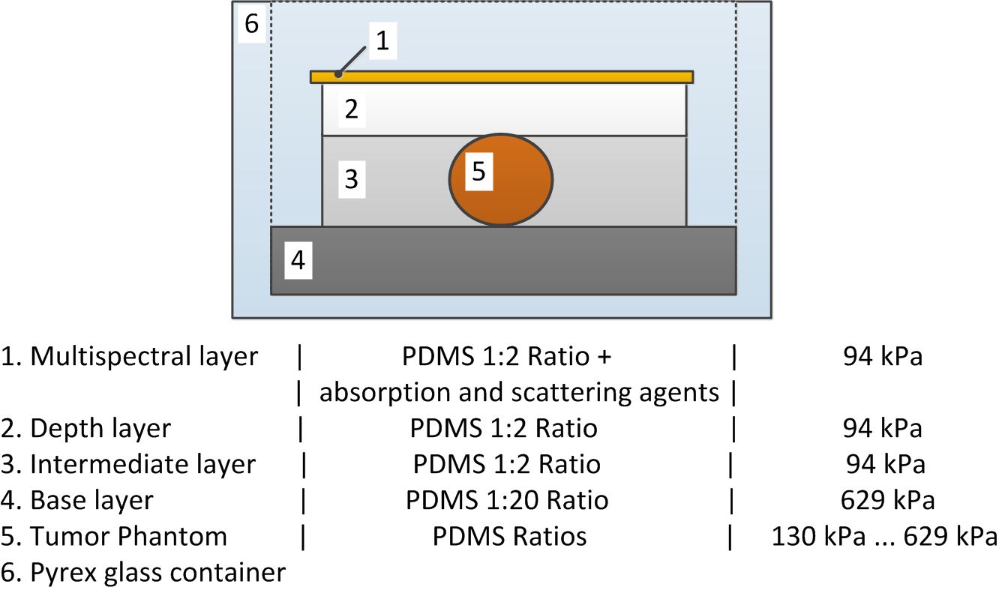 6
1
2
5
3
4
1. Multispectral layer | PDMS 1:2 Ratio + | 94 kPa
| absorption and scattering agents |
2. Depth layer | PDMS 1:2 Ratio | 94 kPa
3. Intermediate layer | PDMS 1:2 Ratio | 94 kPa
4. Base layer | PDMS 1:20 Ratio | 629 kPa
5. Tumor Phantom | PDMS Ratios | 130 kPa ... 629 kPa
6. Pyrex glass container